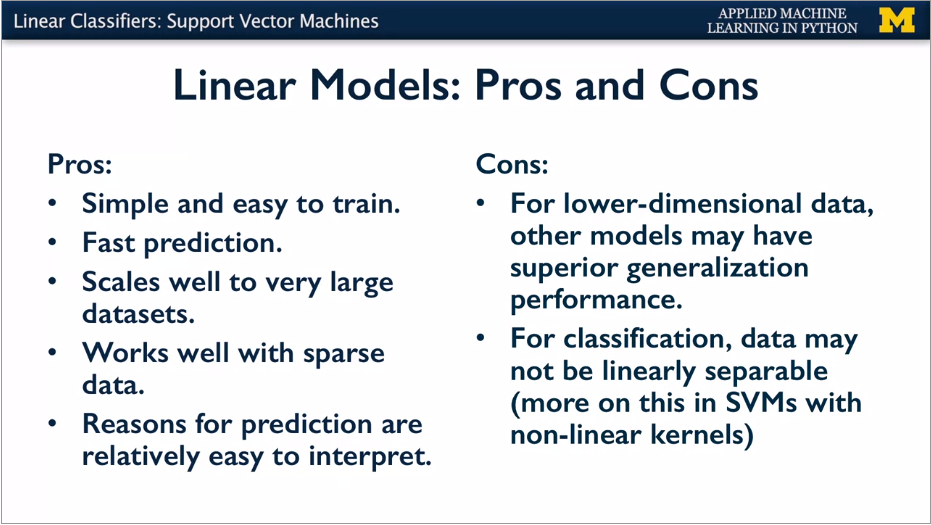 Linear Classifiers: Support Vector Machines
APPLIED MACHINE
LEARNING IN PYTHON
M
Linear Models: Pros and Cons
Pros:
• Simple and easy to train.
• Fast prediction.
• Scales well to very large
datasets.
• Works well with sparse
data.
• Reasons for prediction are
relatively easy to interpret.
Cons:
• For lower-dimensional data,
other models may have
superior generalization
performance.
• For classification, data may
not be linearly separable
(more on this in SVMs with
non-linear kernels)